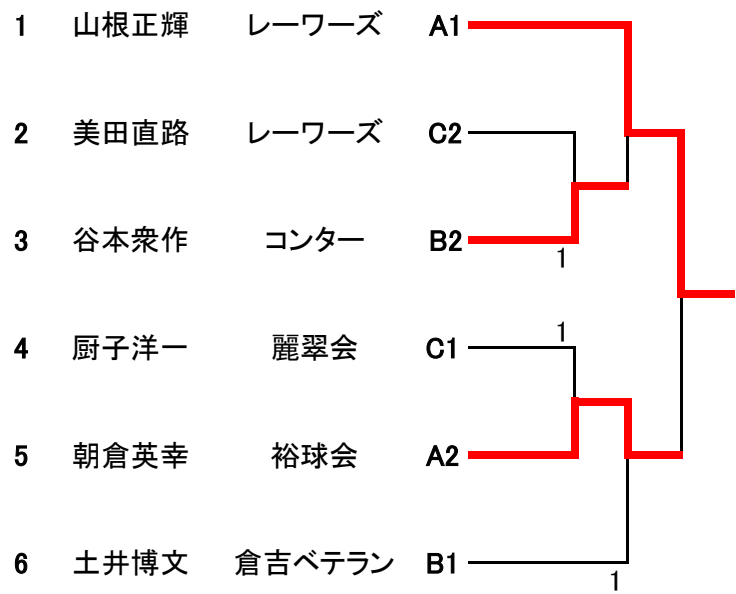 1 山根正輝 レーワーズ A1
2 美田直路 レーワーズ C2
3 谷本衆作 コンター B2
1
1
4 厨子洋一 麗翠会 C1
5 朝倉英幸 裕球会 A2
6 土井博文 倉吉ベテラン B1
1